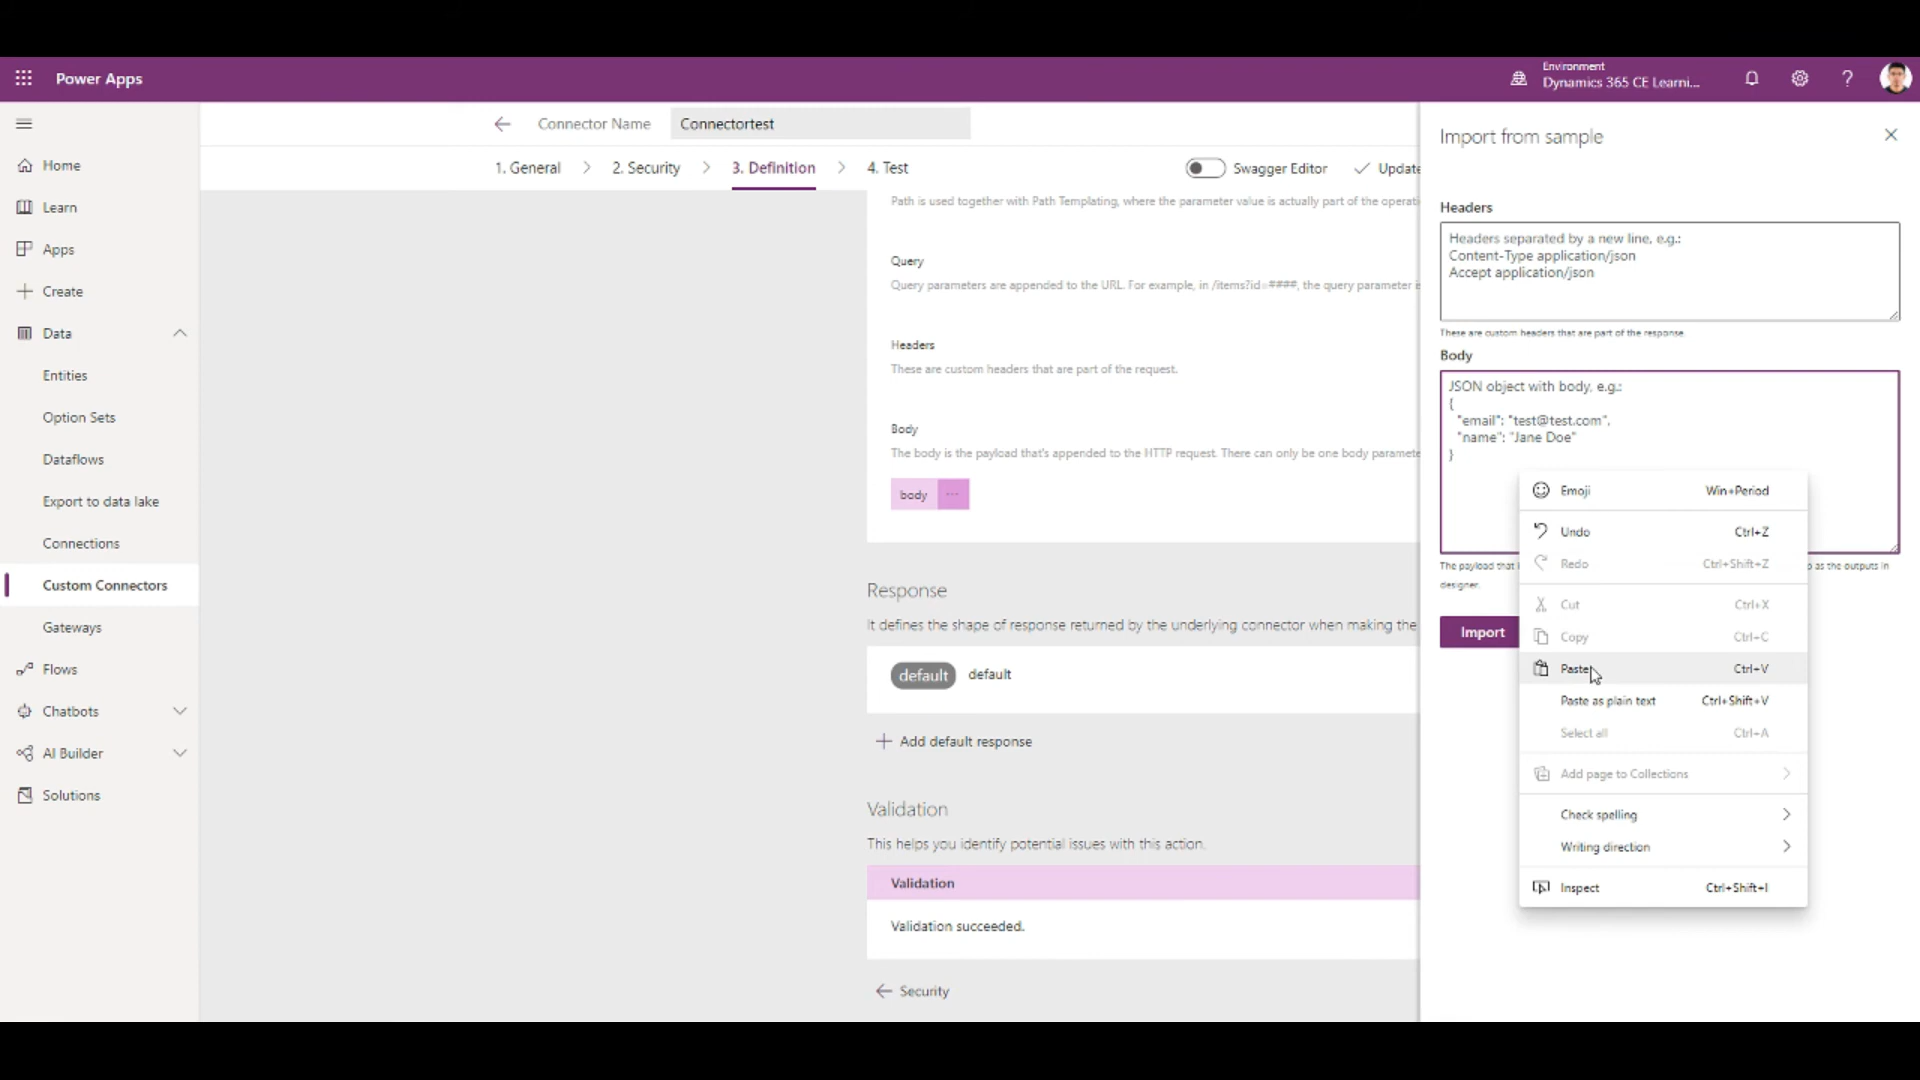 Power Apps
Environment
Dynamics 365 CE Learni...
?
Home
Learn
Apps
Create
Data
Entities
Option Sets
Dataflows
Export to data lake
Connections
Custom Connectors
Gateways
Flows
Chatbots
AI Builder
Solutions
Connector Name
Connectortest
1. General
2. Security
3. Definition
4. Test
Swagger Editor
Update
Path is used together with Path Templating, where the parameter value is actually part of the operati
Query
Query parameters are appended to the URL. For example, in /items?id=####, the query parameter is
Headers
These are custom headers that are part of the request.
Body
The body is the payload that's appended to the HTTP request. There can only be one body paramete
body ...
Response
It defines the shape of response returned by the underlying connector when making the
default default
Add default response
Validation
This helps you identify potential issues with this action.
Validation
Validation succeeded.
Security
Import from sample
Headers
Headers separated by a new line, e.g.:
Content-Type application/json
Accept application/json
These are custom headers that are part of the response.
Body
JSON object with body, e.g.:
{
"email": "test@test.com",
"name": "Jane Doe"
}
The payload that
as the outputs in
designer.
Import
Emoji Win+Period
Undo Ctrl+Z
Redo Ctrl+Shift+Z
Cut Ctrl+X
Copy Ctrl+C
Paste Ctrl+V
Paste as plain text Ctrl+Shift+V
Select all Ctrl+A
Add page to Collections
Check spelling
Writing direction
Inspect Ctrl+Shift+I